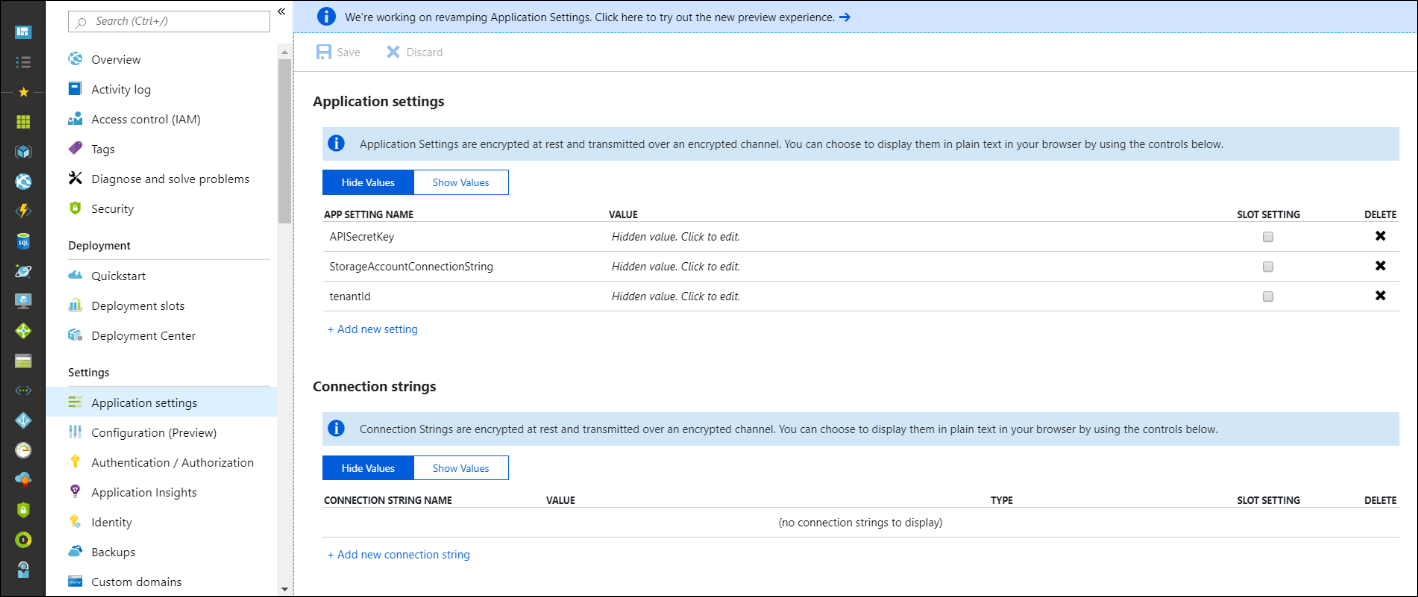 Search (Ctrl+/)
«
Overview
Activity log
Access control (IAM)
Tags
Diagnose and solve problems
Security
Deployment
Quickstart
Deployment slots
Deployment Center
Settings
Application settings
Configuration (Preview)
Authentication / Authorization
Application Insights
Identity
Backups
Custom domains
We're working on revamping Application Settings. Click here to try out the new preview experience. →
Save Discard
Application settings
Application Settings are encrypted at rest and transmitted over an encrypted channel. You can choose to display them in plain text in your browser by using the controls below.
Hide Values Show Values
APP SETTING NAME VALUE SLOT SETTING DELETE
APISecretKey Hidden value. Click to edit.
StorageAccountConnectionString Hidden value. Click to edit.
tenantId Hidden value. Click to edit.
+ Add new setting
Connection strings
Connection Strings are encrypted at rest and transmitted over an encrypted channel. You can choose to display them in plain text in your browser by using the controls below.
Hide Values Show Values
CONNECTION STRING NAME VALUE TYPE SLOT SETTING DELETE
(no connection strings to display)
+ Add new connection string